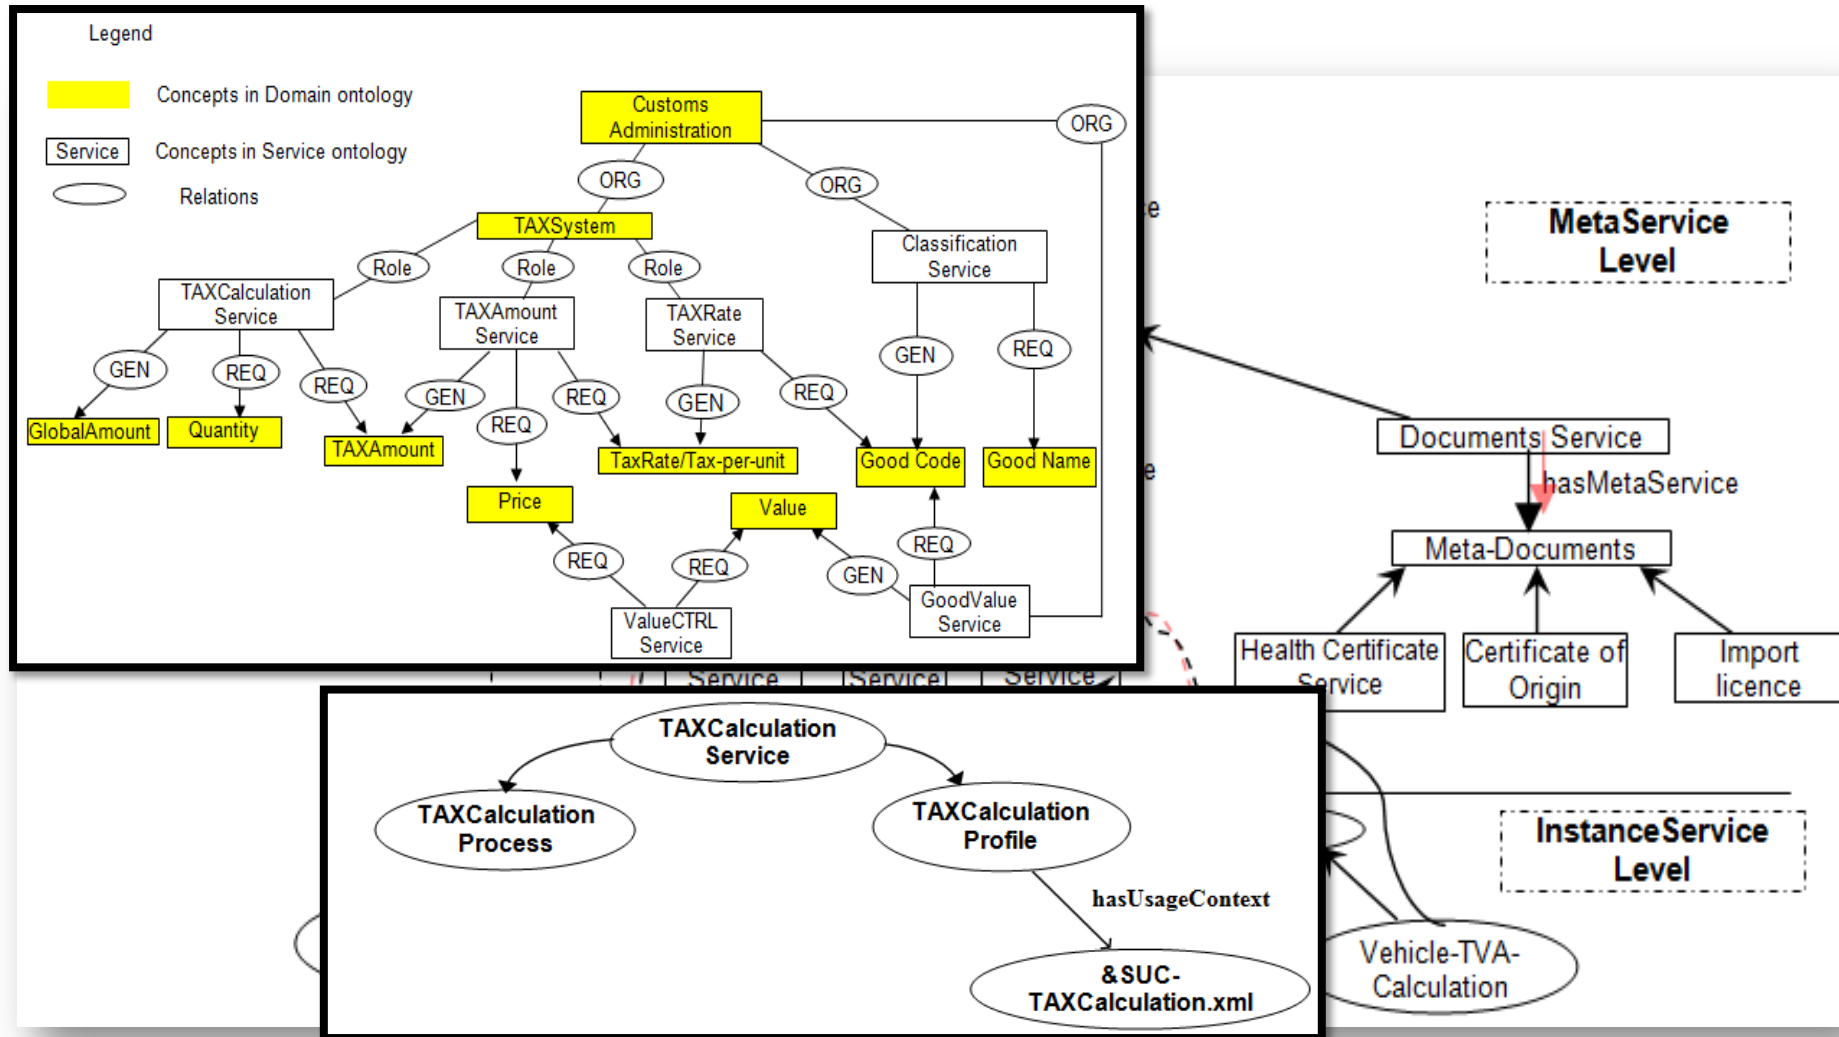 Legend
Concepts in Domain ontology
Service
Concepts in Service ontology
Relations
Customs
Administration
ORG
ORG
ORG
TAXSystem
Role
Role
Role
Classification
Service
TAXCalculation
Service
TAXAmount
Service
TAXRate
Service
GEN
REQ
REQ
GEN
REQ
REQ
GEN
REQ
GEN
REQ
GlobalAmount
Quantity
TAXAmount
TaxRate/Tax-per-unit
Good Code
Good Name
Price
Value
REQ
REQ
GEN
REQ
ValueCTRL
Service
GoodValue
Service
MetaService
Level
Documents Service
hasMetaService
Meta-Documents
Health Certificate
Service
Certificate of
Origin
Import
licence
Service
Service
Service
TAXCalculation
Service
TAXCalculation
Process
TAXCalculation
Profile
hasUsageContext
&SUC-
TAXCalculation.xml
InstanceService
Level
Vehicle-TVA-
Calculation